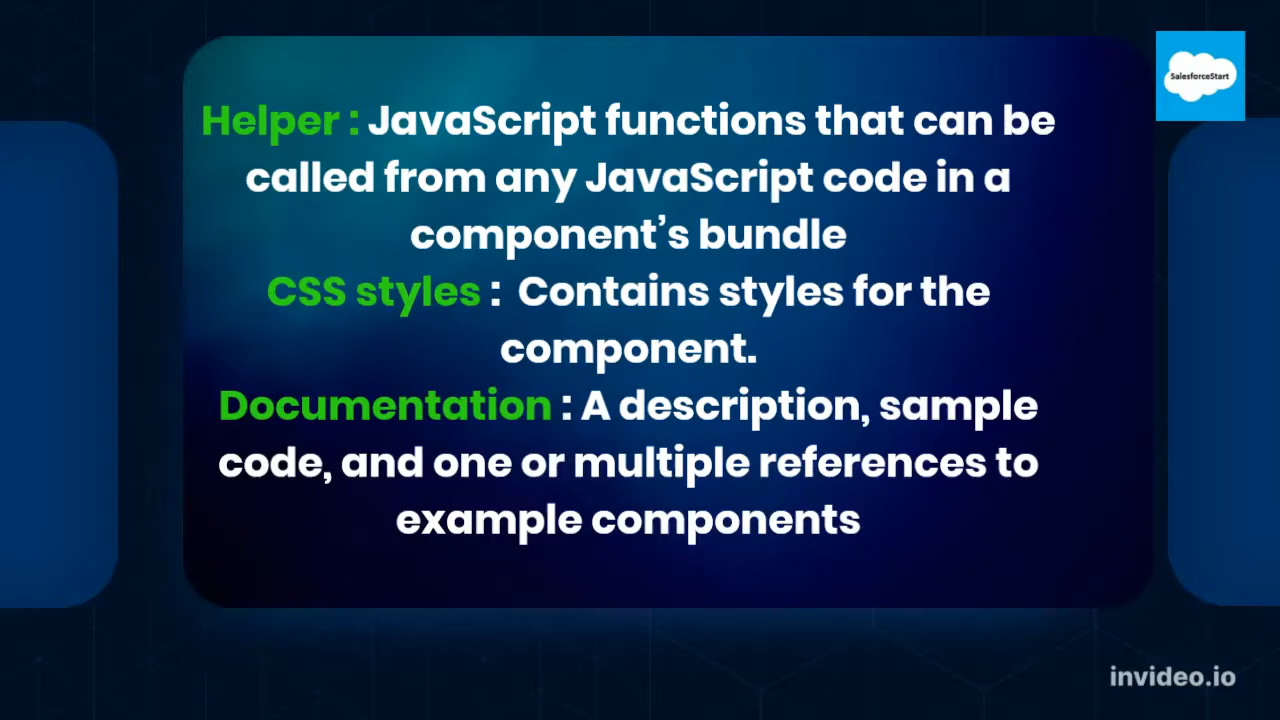 SalesforceStart
Helper : JavaScript functions that can be
called from any JavaScript code in a
component’s bundle
CSS styles :  Contains styles for the
component.
Documentation : A description, sample
code, and one or multiple references to
example components
invideo.io